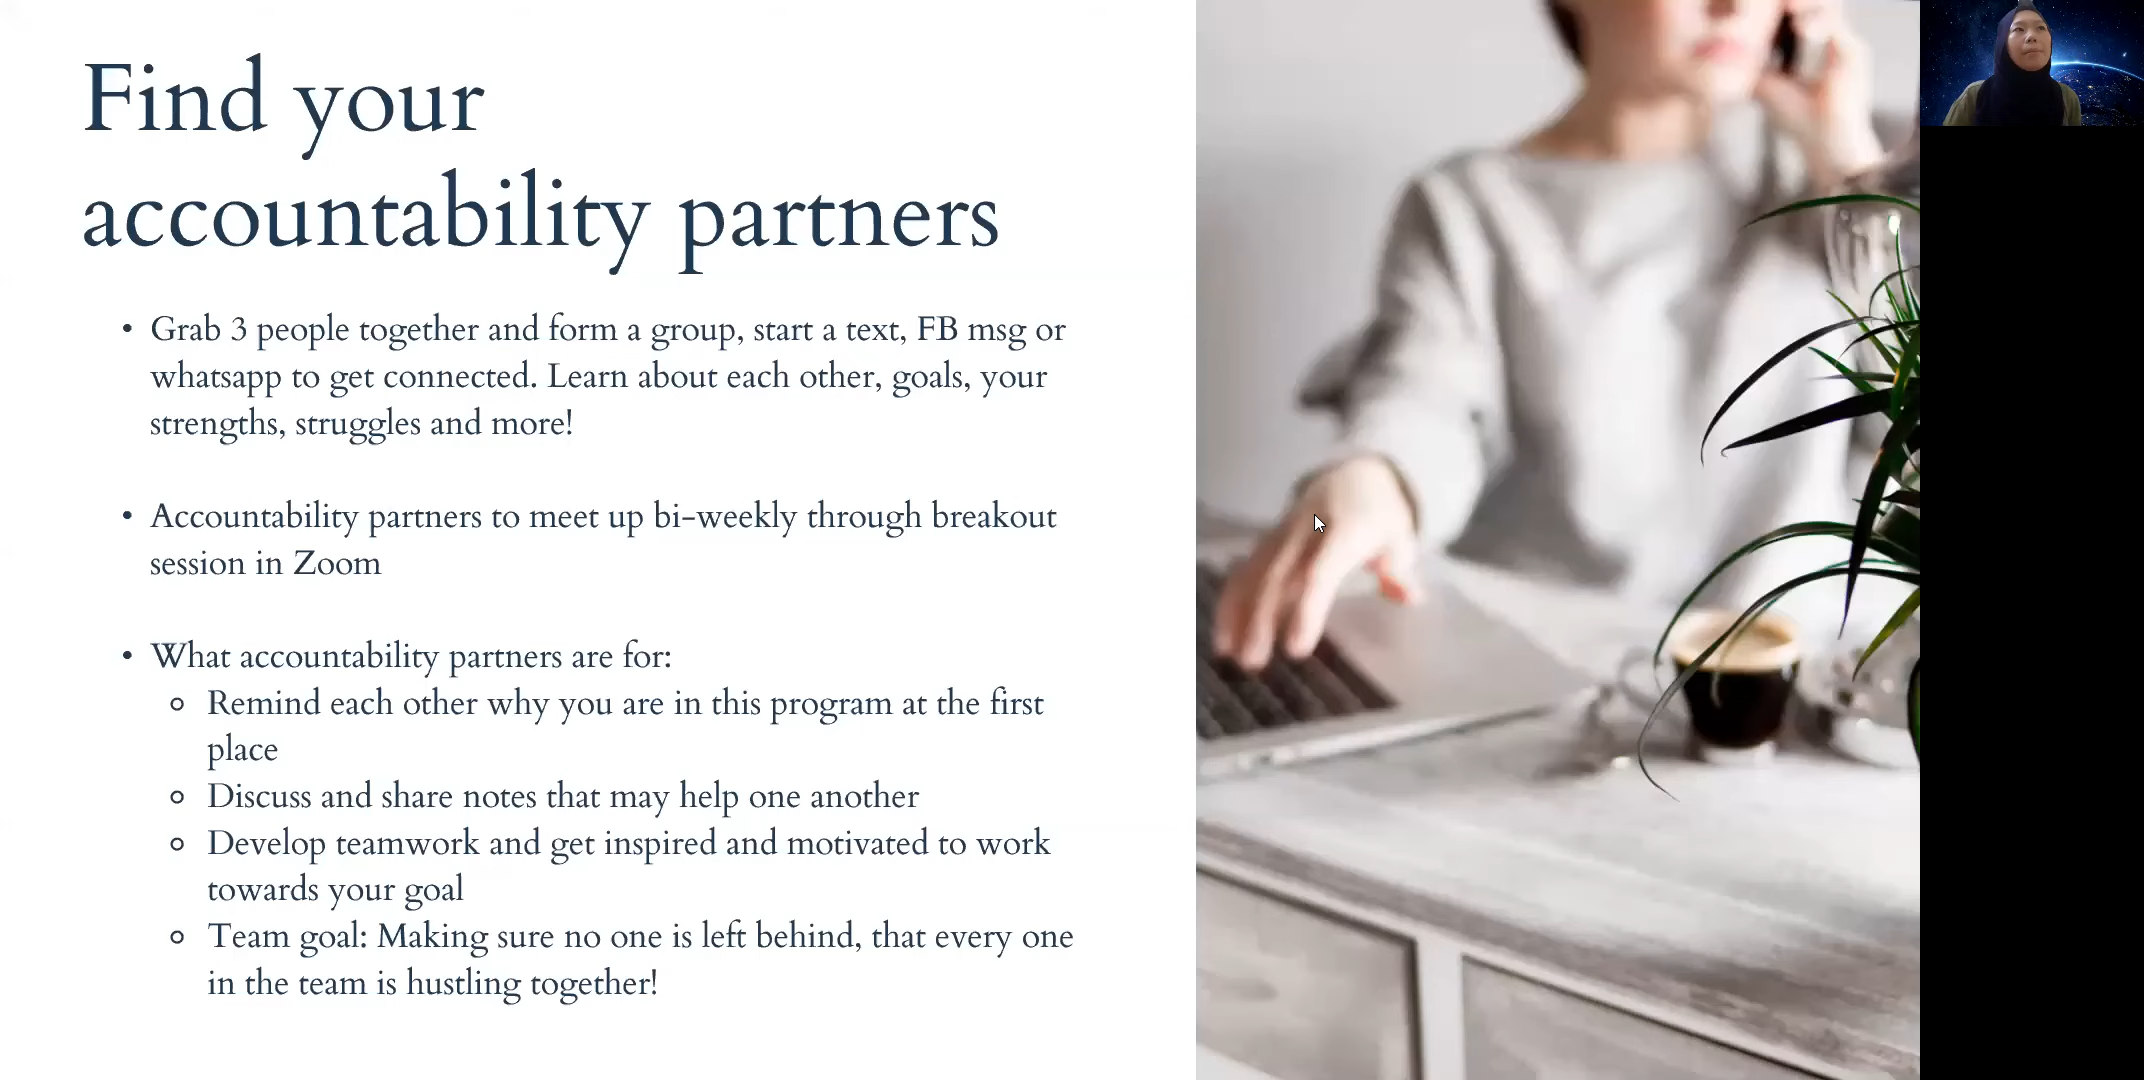 Find your
accountability partners
• Grab 3 people together and form a group, start a text, FB msg or
whatsapp to get connected. Learn about each other, goals, your
strengths, struggles and more!
• Accountability partners to meet up bi-weekly through breakout
session in Zoom
• What accountability partners are for:
◦ Remind each other why you are in this program at the first
place
◦ Discuss and share notes that may help one another
◦ Develop teamwork and get inspired and motivated to work
towards your goal
◦ Team goal: Making sure no one is left behind, that every one
in the team is hustling together!